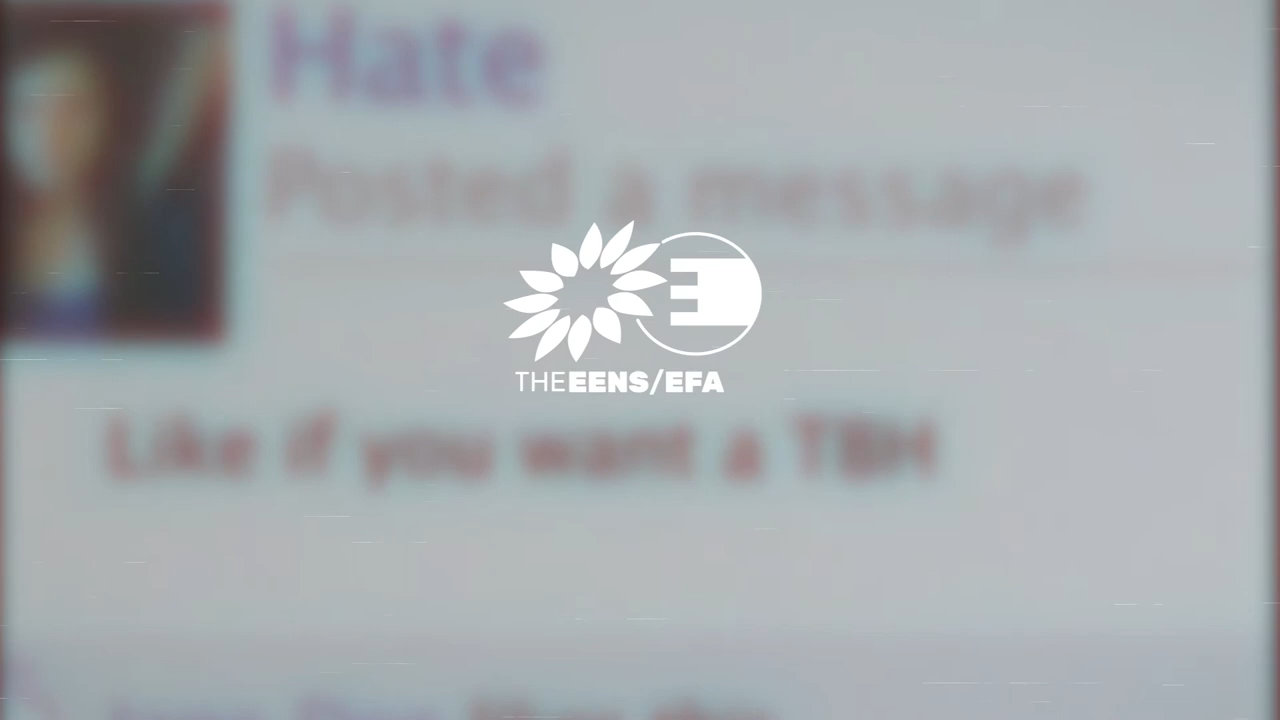 Hate
Posted a message
THE EENS/EFA
Like if you want a TBH